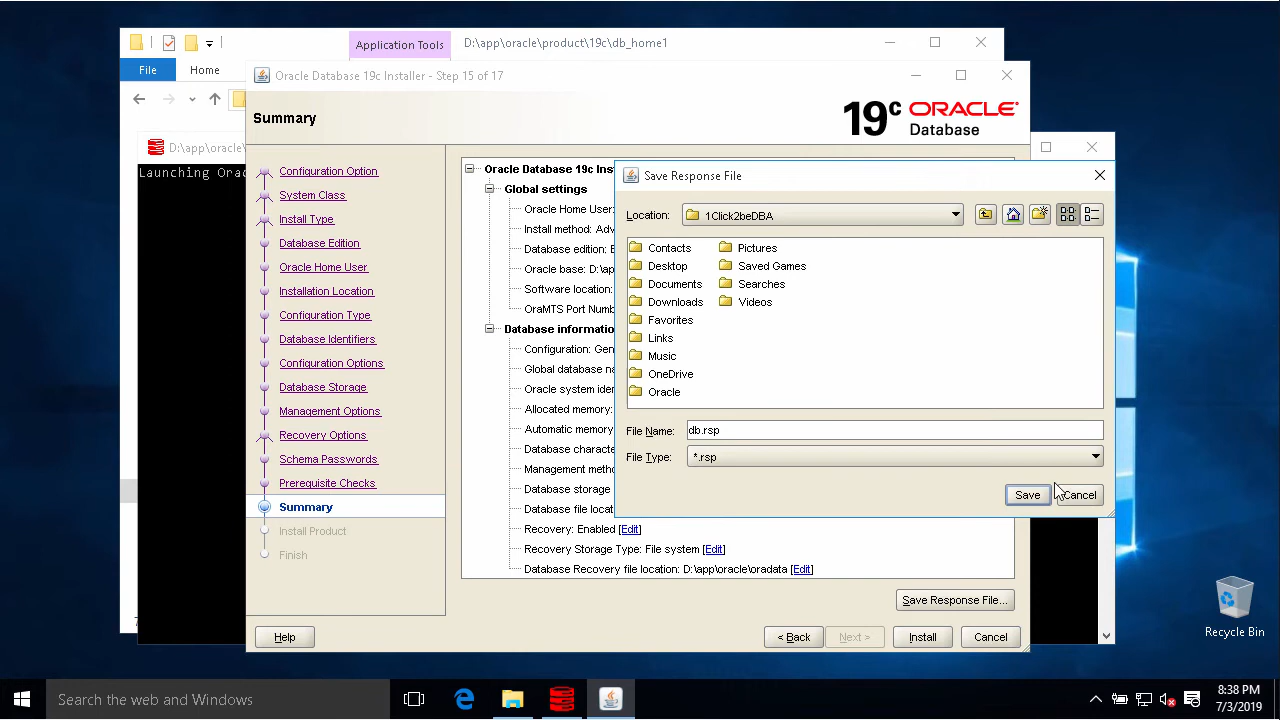 Application Tools
D:\app\oracle\product\19c\db_home1
File
Home
Oracle Database 19c Installer - Step 15 of 17
Summary
19c ORACLE
Database
D:\app\oracle\
Launching Orac
Configuration Option
System Class
Install Type
Database Edition
Oracle Home User
Installation Location
Configuration Type
Database Identifiers
Configuration Options
Database Storage
Management Options
Recovery Options
Schema Passwords
Prerequisite Checks
Summary
Install Product
Finish
Oracle Database 19c Inst
Global settings
Oracle Home User:
Install method: Adv
Database edition: E
Oracle base: D:\ap
Software location:
OraMTS Port Numb
Database informatio
Configuration: Gen
Global database na
Oracle system iden
Allocated memory:
Automatic memory
Database characte
Management metho
Database storage
Database file locat
Recovery: Enabled [Edit]
Recovery Storage Type: File system [Edit]
Database Recovery file location: D:\app\oracle\oradata [Edit]
Save Response File
Location:
1Click2beDBA
Contacts
Desktop
Documents
Downloads
Favorites
Links
Music
OneDrive
Oracle
Pictures
Saved Games
Searches
Videos
File Name:
db.rsp
File Type:
*.rsp
Save
Cancel
Save Response File...
Help
< Back
Next >
Install
Cancel
Recycle Bin
Search the web and Windows
8:38 PM
7/3/2019